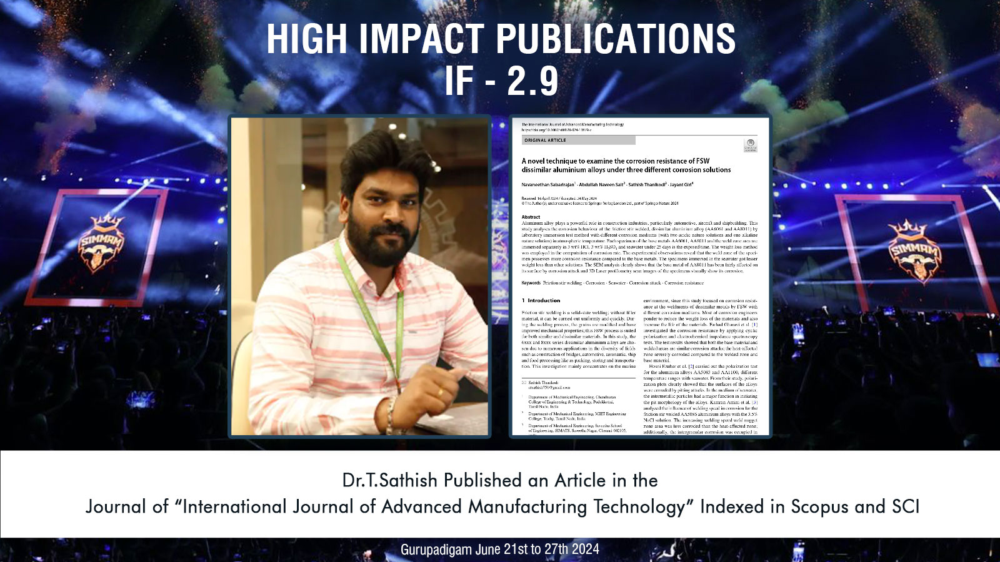 HIGH IMPACT PUBLICATIONS
IF - 2.9
SIMMAM
SIMMAM
The International Journal of Advanced Manufacturing Technology
https://doi.org/10.1007/s00170-024-13879-z
ORIGINAL ARTICLE
Check for
updates
A novel technique to examine the corrosion resistance of FSW
dissimilar aluminium alloys under three different corrosion solutions
Navaneethan Sabarirajan1 · Abdullah Naveen Sait2 · Sathish Thanikodi3 · Jayant Giri4
Received: 16 April 2024 / Accepted: 24 May 2024
© The Author(s), under exclusive licence to Springer-Verlag London Ltd., part of Springer Nature 2024
Abstract
Aluminum alloy plays a powerful role in construction industries, particularly automotive, aircraft and shipbuilding. This
study analyses the corrosion behaviour of the friction stir welded, dissimilar aluminium alloy (AA6061 and AA8011) by
laboratory immersion test method with different corrosion mediums (with two acidic nature solutions and one alkaline
nature solution) in atmospheric temperature. Each specimen of the base metals AA6061, AA8011 and the weld zone area are
immersed separately in 3 wt% HCl, 3 wt% H2SO4 and seawater under 25 days is the exposed time. The weight loss method
was employed in the computation of corrosion rate. The experimental observations reveal that the weld zone of the speci-
men possesses more corrosion resistance compared to the base metals. The specimens immersed in the seawater got lesser
weight loss than other solutions. The SEM analysis clearly shows that the base metal of AA8011 has been fairly affected on
its surface by corrosion attack and 3D Laser profilometry scan images of the specimens visually show its corrosion.
Keywords Friction stir welding · Corrosion · Seawater · Corrosion attack · Corrosion resistance
1 Introduction
Friction stir welding is a solid-state welding; without filler
material, it can be carried out uniformly and quickly. Dur-
ing the welding process, the grains are modified and have
improved mechanical properties; this FSW process is suited
for both similar and dissimilar materials. In this study, the
6xxx and 8xxx series dissimilar aluminium alloys are cho-
sen due to numerous applications in the diversity of fields
such as construction of bridges, automotive, aeronautic, ship
and food processing like as packing, storing and transporta-
tion. This investigation mainly concentrates on the marine
Sathish Thanikodi
atsathish750@gmail.com
1 Department of Mechanical Engineering, Chendhuran
College of Engineering & Technology, Pudukkottai,
Tamil Nadu, India
2 Department of Mechanical Engineering, MIET Engineering
College, Trichy, Tamil Nadu, India
3 Department of Mechanical Engineering, Saveetha School
of Engineering, SIMATS, Saveetha Nagar, Chennai 602105,
environment, since this study focused on corrosion resist-
ance at the weldments of dissimilar metals by FSW with
different corrosion mediums. Most of corrosion engineers
ponder to reduce the weight loss of the materials and also
increase the life of the materials. Farhad Gharavi et al. [1]
investigated the corrosion resistance by applying cyclic
polarization and electrochemical impedance spectroscopy
tests. The test results showed that both the base material and
welded areas are similar corrosion attacks; the heat-affected
zone severely corroded compared to the welded zone and
base material.
Hosni Ezuber et al. [2] carried out the polarization test
for the aluminum alloys AA5083 and AA1100, different
temperature ranges with seawater. From their study, polari-
zation plots clearly showed that the surfaces of the alloys
were corroded by pitting attacks. In the medium of seawater,
the intermetallic particles had a major function in initiating
the pit morphology of the alloys. Kamran Amini et al. [3]
analyzed the influence of welding speed in corrosion for the
friction stir welded AA5086 aluminium alloys with the 3.5%
NaCl solution. The increasing welding speed weld nugget
zone area was less corroded than the heat-affected zone;
additionally, the intergranular corrosion was occupied in
Dr.T.Sathish Published an Article in the
Journal of “International Journal of Advanced Manufacturing Technology” Indexed in Scopus and SCI
Gurupadigam June 21st to 27th 2024